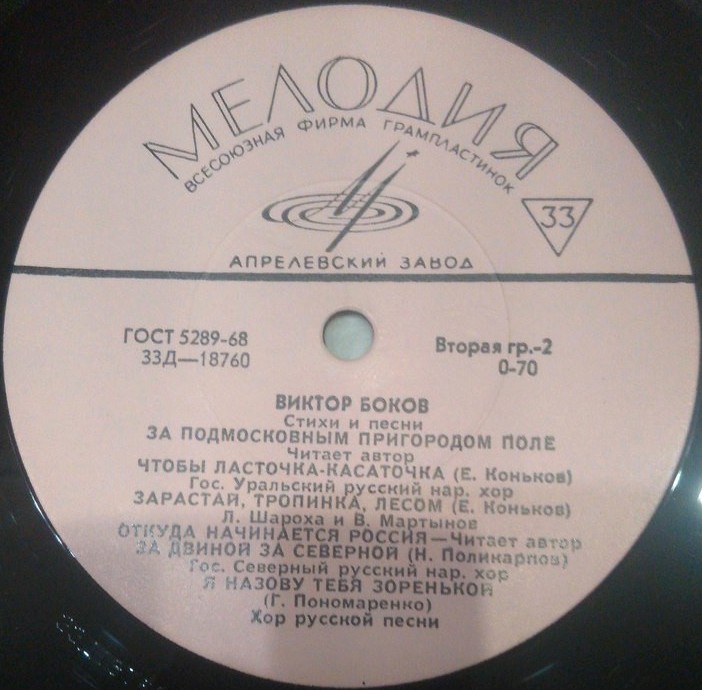 МЕЛОДИЯ
ВСЕСОЮЗНАЯ ФИРМА ГРАМПЛАСТИНОК
33
АПРЕЛЕВСКИЙ ЗАВОД
ГОСТ 5289-68
33Д—18760
Вторая гр.-2
0-70
ВИКТОР БОКОВ
Стихи и песни
ЗА ПОДМОСКОВНЫМ ПРИГОРОДОМ ПОЛЕ
Читает автор
ЧТОБЫ ЛАСТОЧКА-КАСАТОЧКА (Е. Коньков)
Гос. Уральский русский нар. хор
ЗАРАСТАЙ, ТРОПИНКА, ЛЕСОМ (Е. Коньков)
Л. Шароха и В. Мартынов
ОТКУДА НАЧИНАЕТСЯ РОССИЯ—Читает автор
ЗА ДВИНОЙ ЗА СЕВЕРНОЙ (Н. Поликарпов)
Гос. Северный русский нар. хор
Я НАЗОВУ ТЕБЯ ЗОРЕНЬКОЙ
(Г. Пономаренко)
Хор русской песни